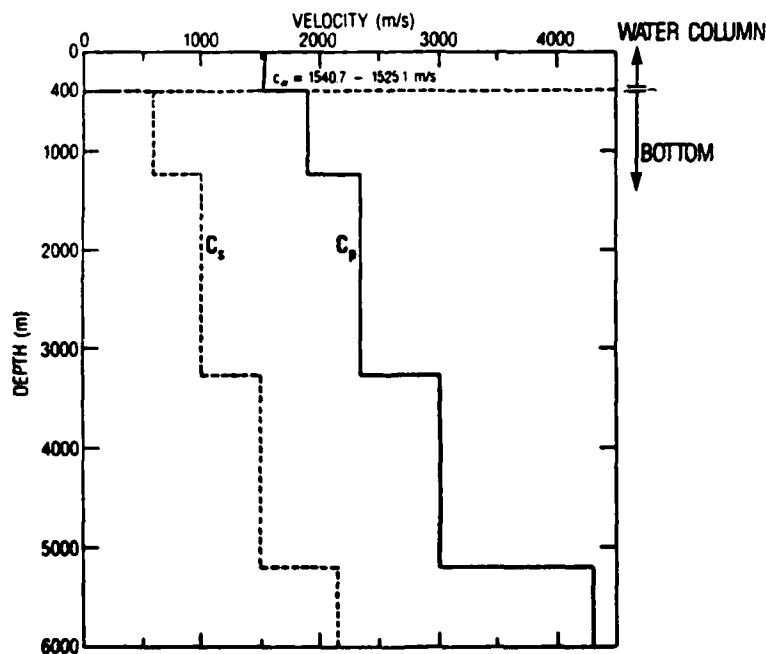 VELOCITY (m/s)
0 1000 2000 3000 4000
WATER COLUMN
0
c_w = 1540.7 - 1525.1 m/s
400
1000
BOTTOM
2000
C_s C_p
3000
DEPTH (m)
4000
5000
6000